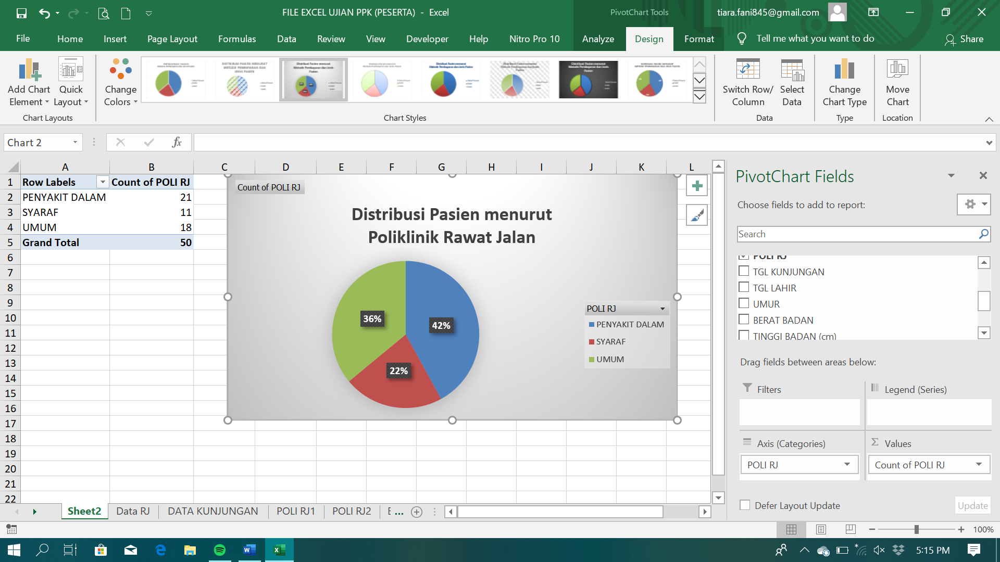 FILE EXCEL UJIAN PPK (PESERTA) - Excel
PivotChart Tools
tiara.fani845@gmail.com
File Home Insert Page Layout Formulas Data Review View Developer Help Nitro Pro 10 Analyze Design Format Tell me what you want to do Share
Add Chart Element
Quick Layout
Chart Layouts
Change Colors
Chart Styles
Switch Row/ Column
Select Data
Data
Change Chart Type
Type
Move Chart
Location
Chart 2
fx
A B C D E F G H I J K L
1 Row Labels Count of POLI RJ
2 PENYAKIT DALAM 21
3 SYARAF 11
4 UMUM 18
5 Grand Total 50
6
7
8
9
10
11
12
13
14
15
16
17
18
19
20
21
22
Count of POLI RJ
Distribusi Pasien menurut
Poliklinik Rawat Jalan
36%
42%
22%
POLI RJ
PENYAKIT DALAM
SYARAF
UMUM
PivotChart Fields
Choose fields to add to report:
Search
POLI RJ
TGL KUNJUNGAN
TGL LAHIR
UMUR
BERAT BADAN
TINGGI BADAN (cm)
Drag fields between areas below:
Filters
Legend (Series)
Axis (Categories)
Values
POLI RJ
Count of POLI RJ
Defer Layout Update
Update
Sheet2 Data RJ DATA KUNJUNGAN POLI RJ1 POLI RJ2 ...
100%
5:15 PM